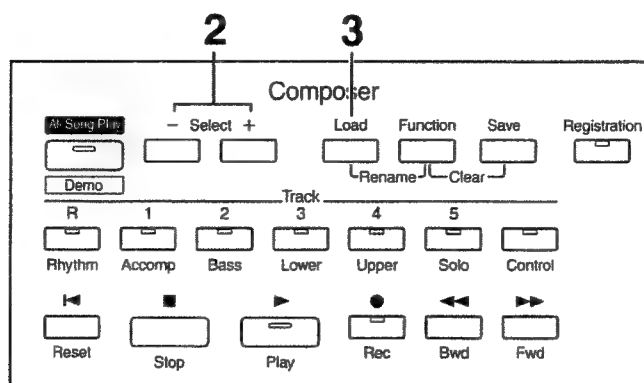 2 3
Composer
All Song Play
- Select + Load Function Save Registration
Demo
Rename Clear
Track
R 1 2 3 4 5
Rhythm Accomp Bass Lower Upper Solo Control
Reset Stop Play Rec Bwd Fwd